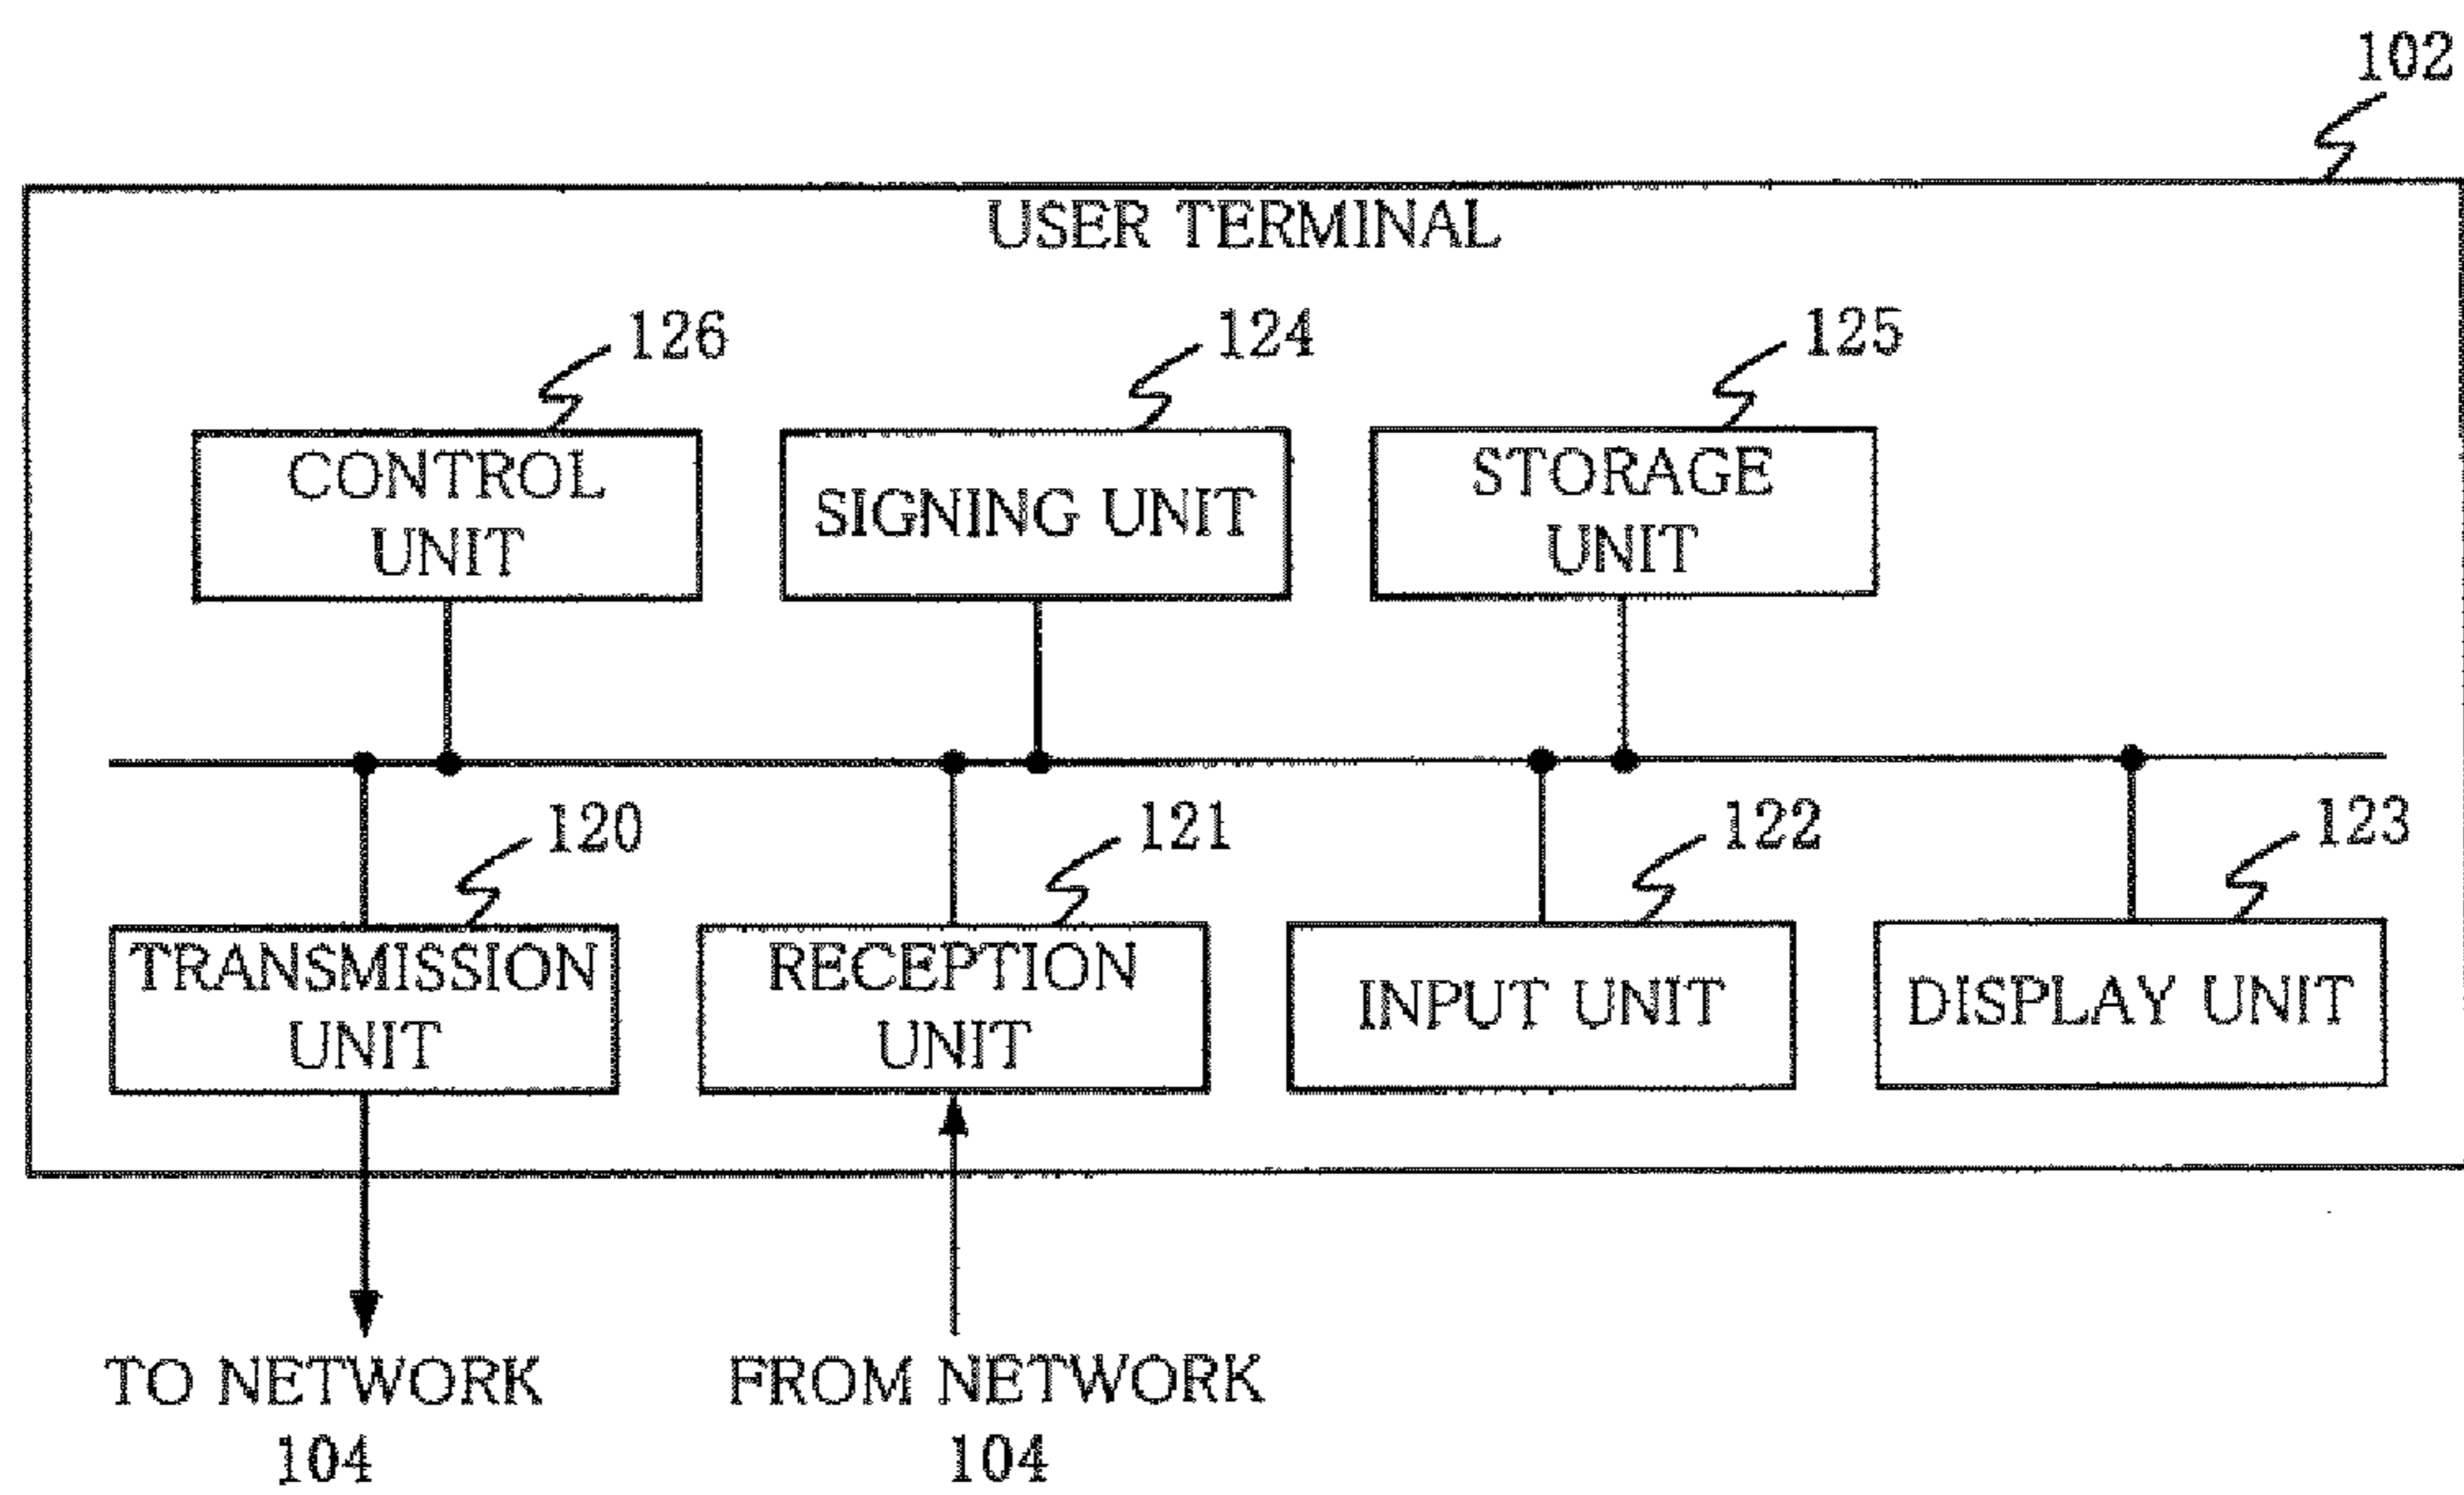 102
USER TERMINAL
126
124
125
CONTROL
UNIT
SIGNING UNIT
STORAGE
UNIT
120
121
122
123
TRANSMISSION
UNIT
RECEPTION
UNIT
INPUT UNIT
DISPLAY UNIT
TO NETWORK
104
FROM NETWORK
104